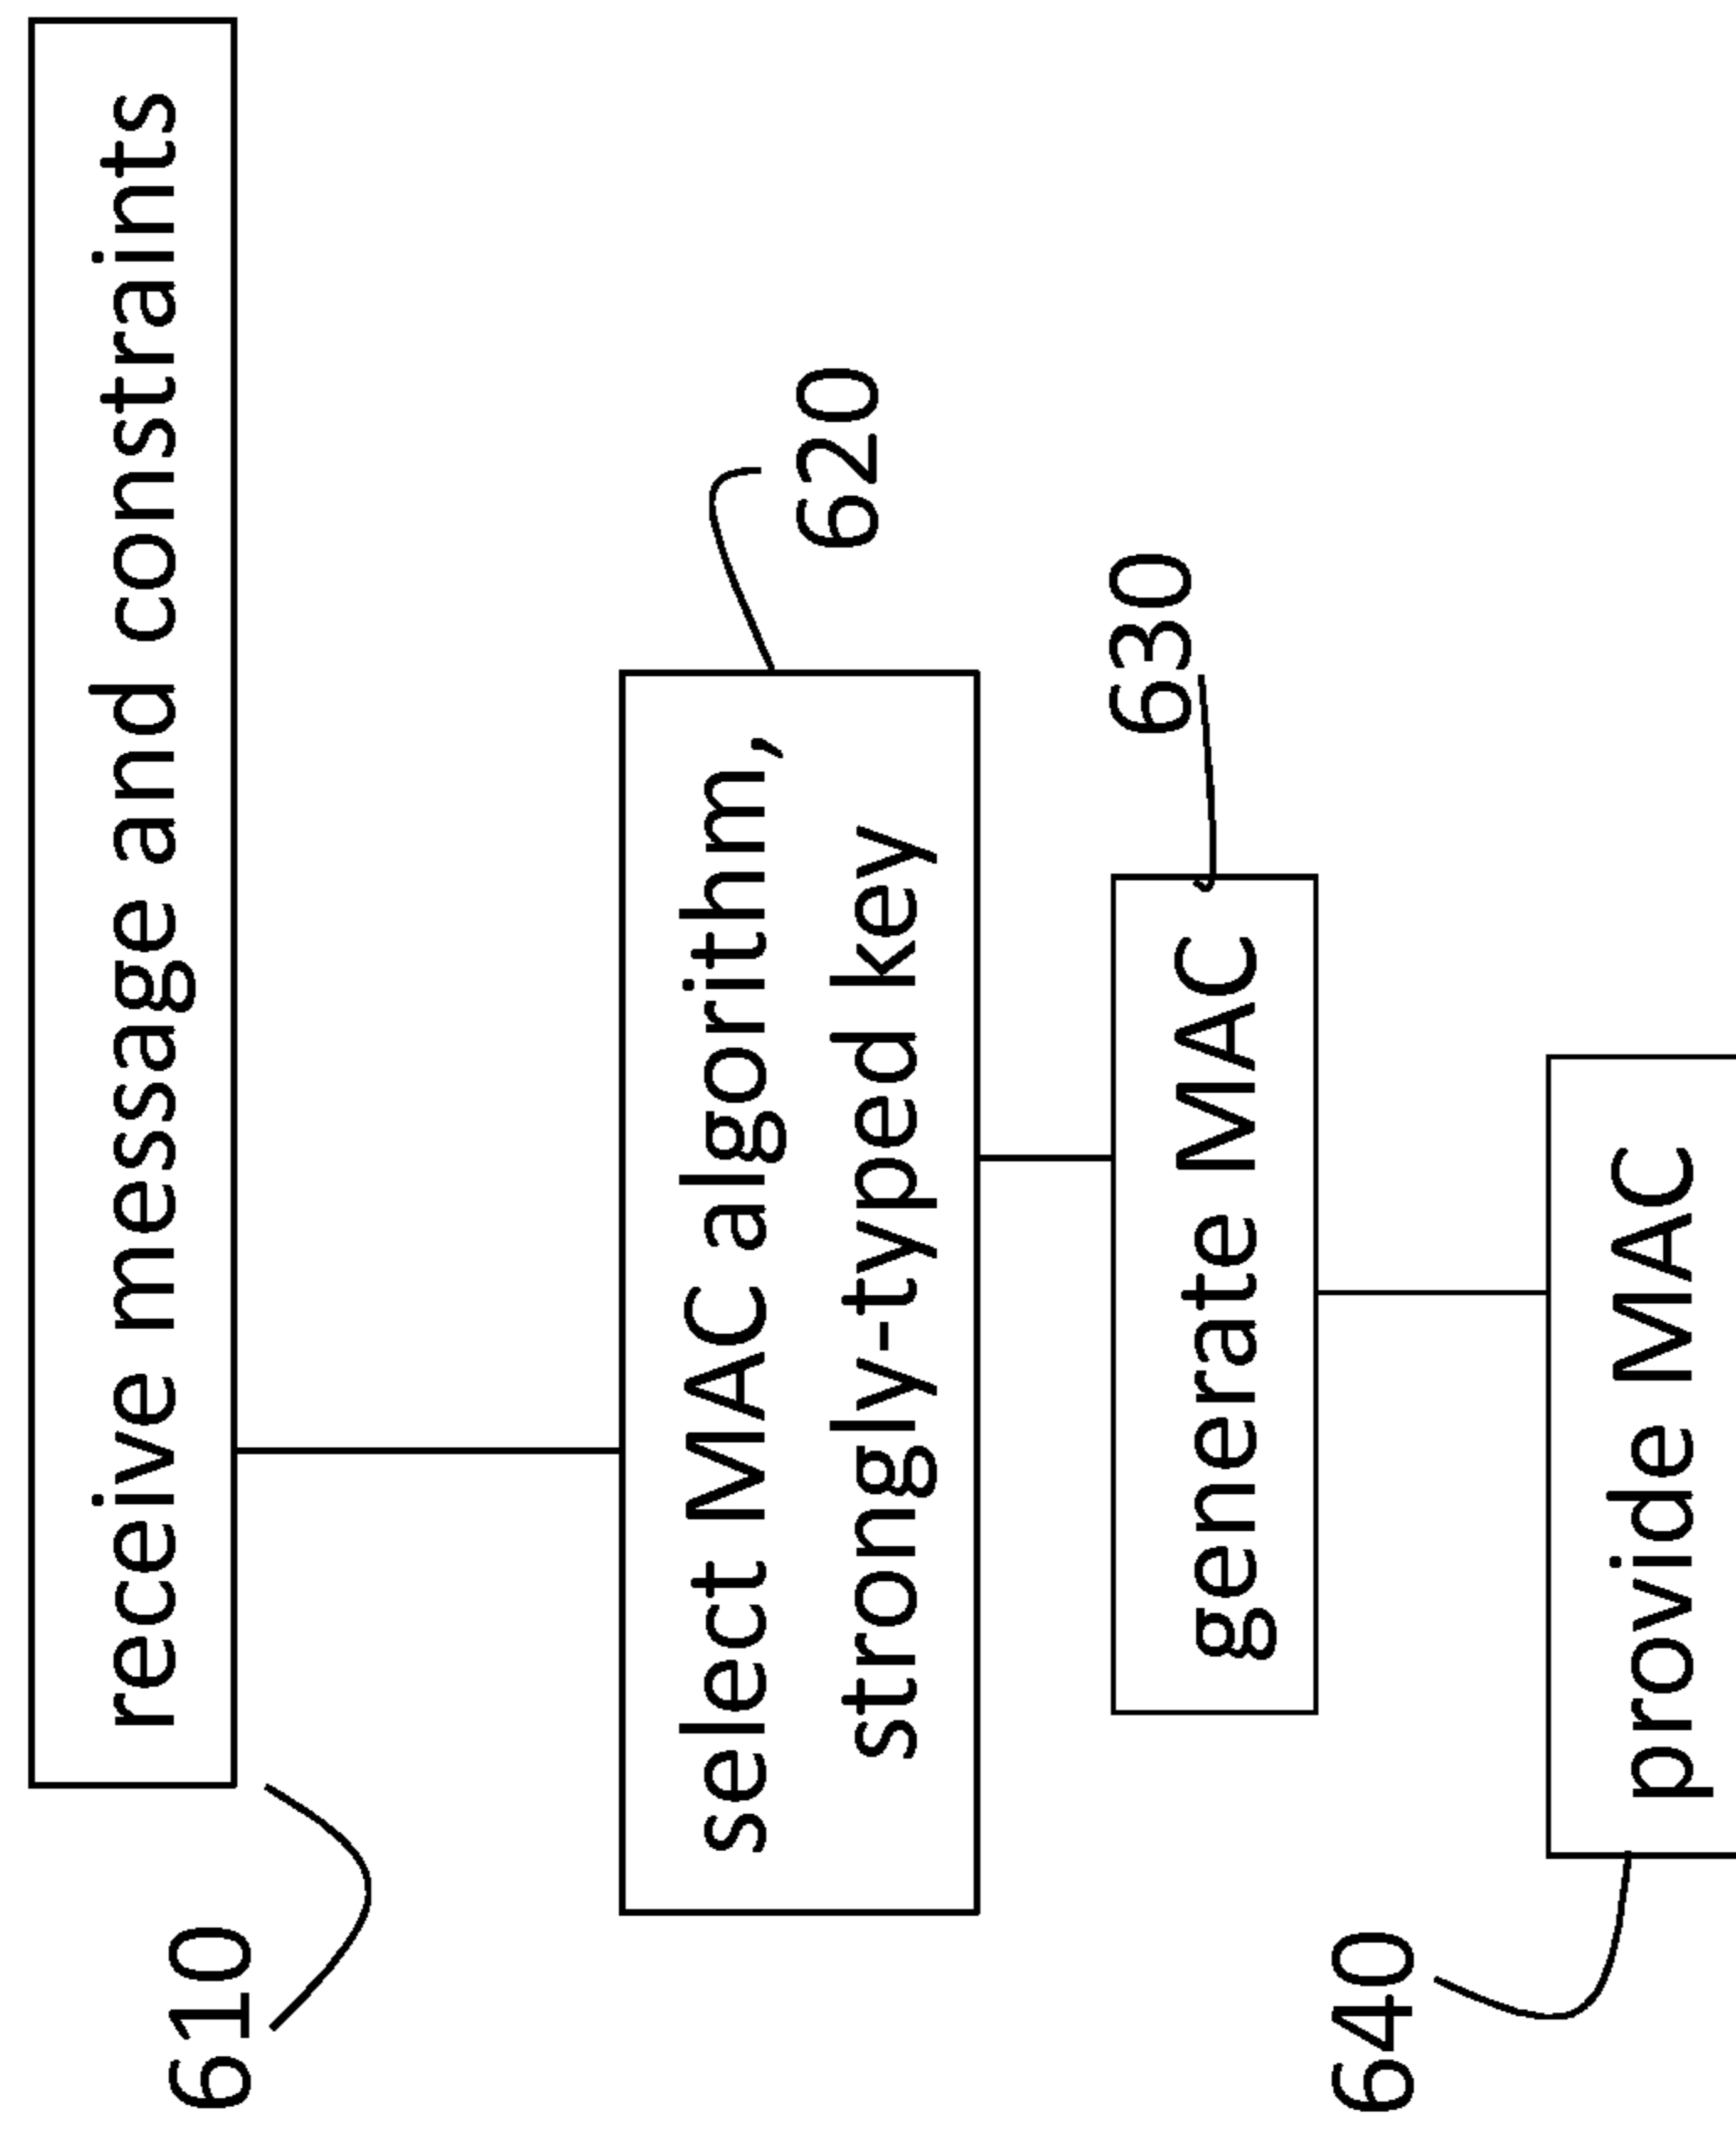 610
receive message and constraints
select MAC algorithm,
strongly-typed key
620
generate MAC
630
640
provide MAC